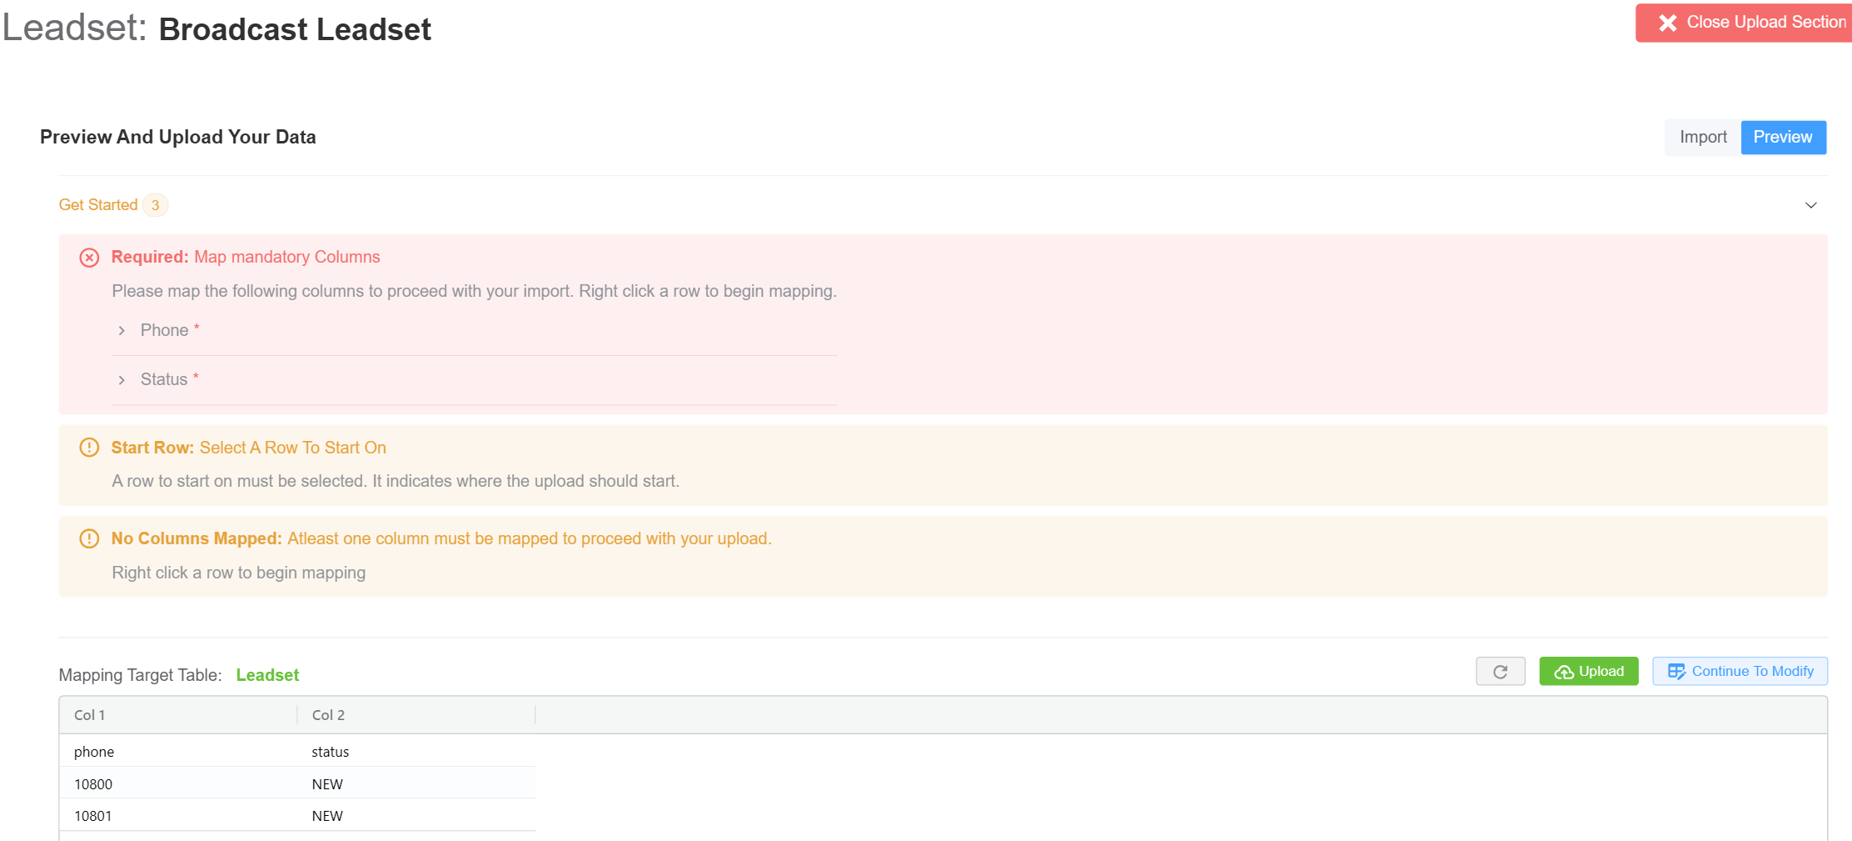 Leadset: Broadcast Leadset
Close Upload Section
Preview And Upload Your Data
Import Preview
Get Started 3
Required: Map mandatory Columns
Please map the following columns to proceed with your import. Right click a row to begin mapping.
Phone *
Status *
Start Row: Select A Row To Start On
A row to start on must be selected. It indicates where the upload should start.
No Columns Mapped: Atleast one column must be mapped to proceed with your upload.
Right click a row to begin mapping
Mapping Target Table: Leadset
Upload Continue To Modify
Col 1 Col 2
phone status
10800 NEW
10801 NEW